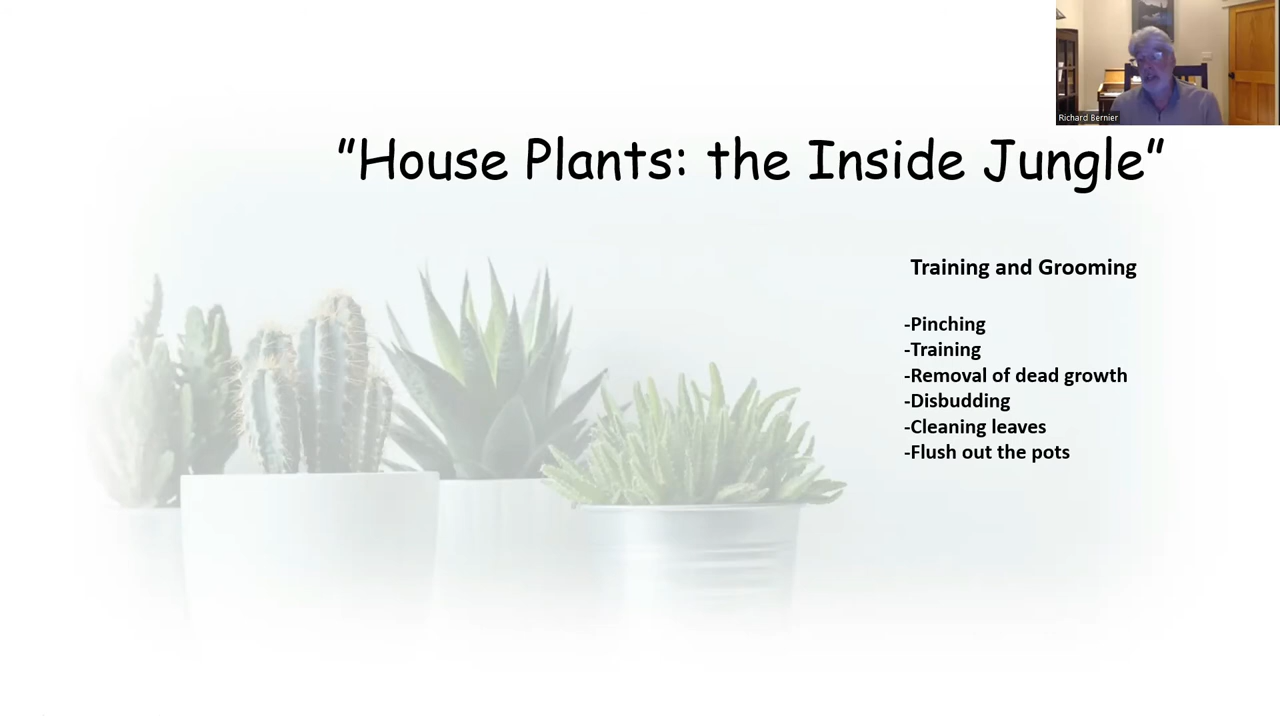 Richard Bernier
"House Plants: the Inside Jungle"
Training and Grooming
-Pinching
-Training
-Removal of dead growth
-Disbudding
-Cleaning leaves
-Flush out the pots